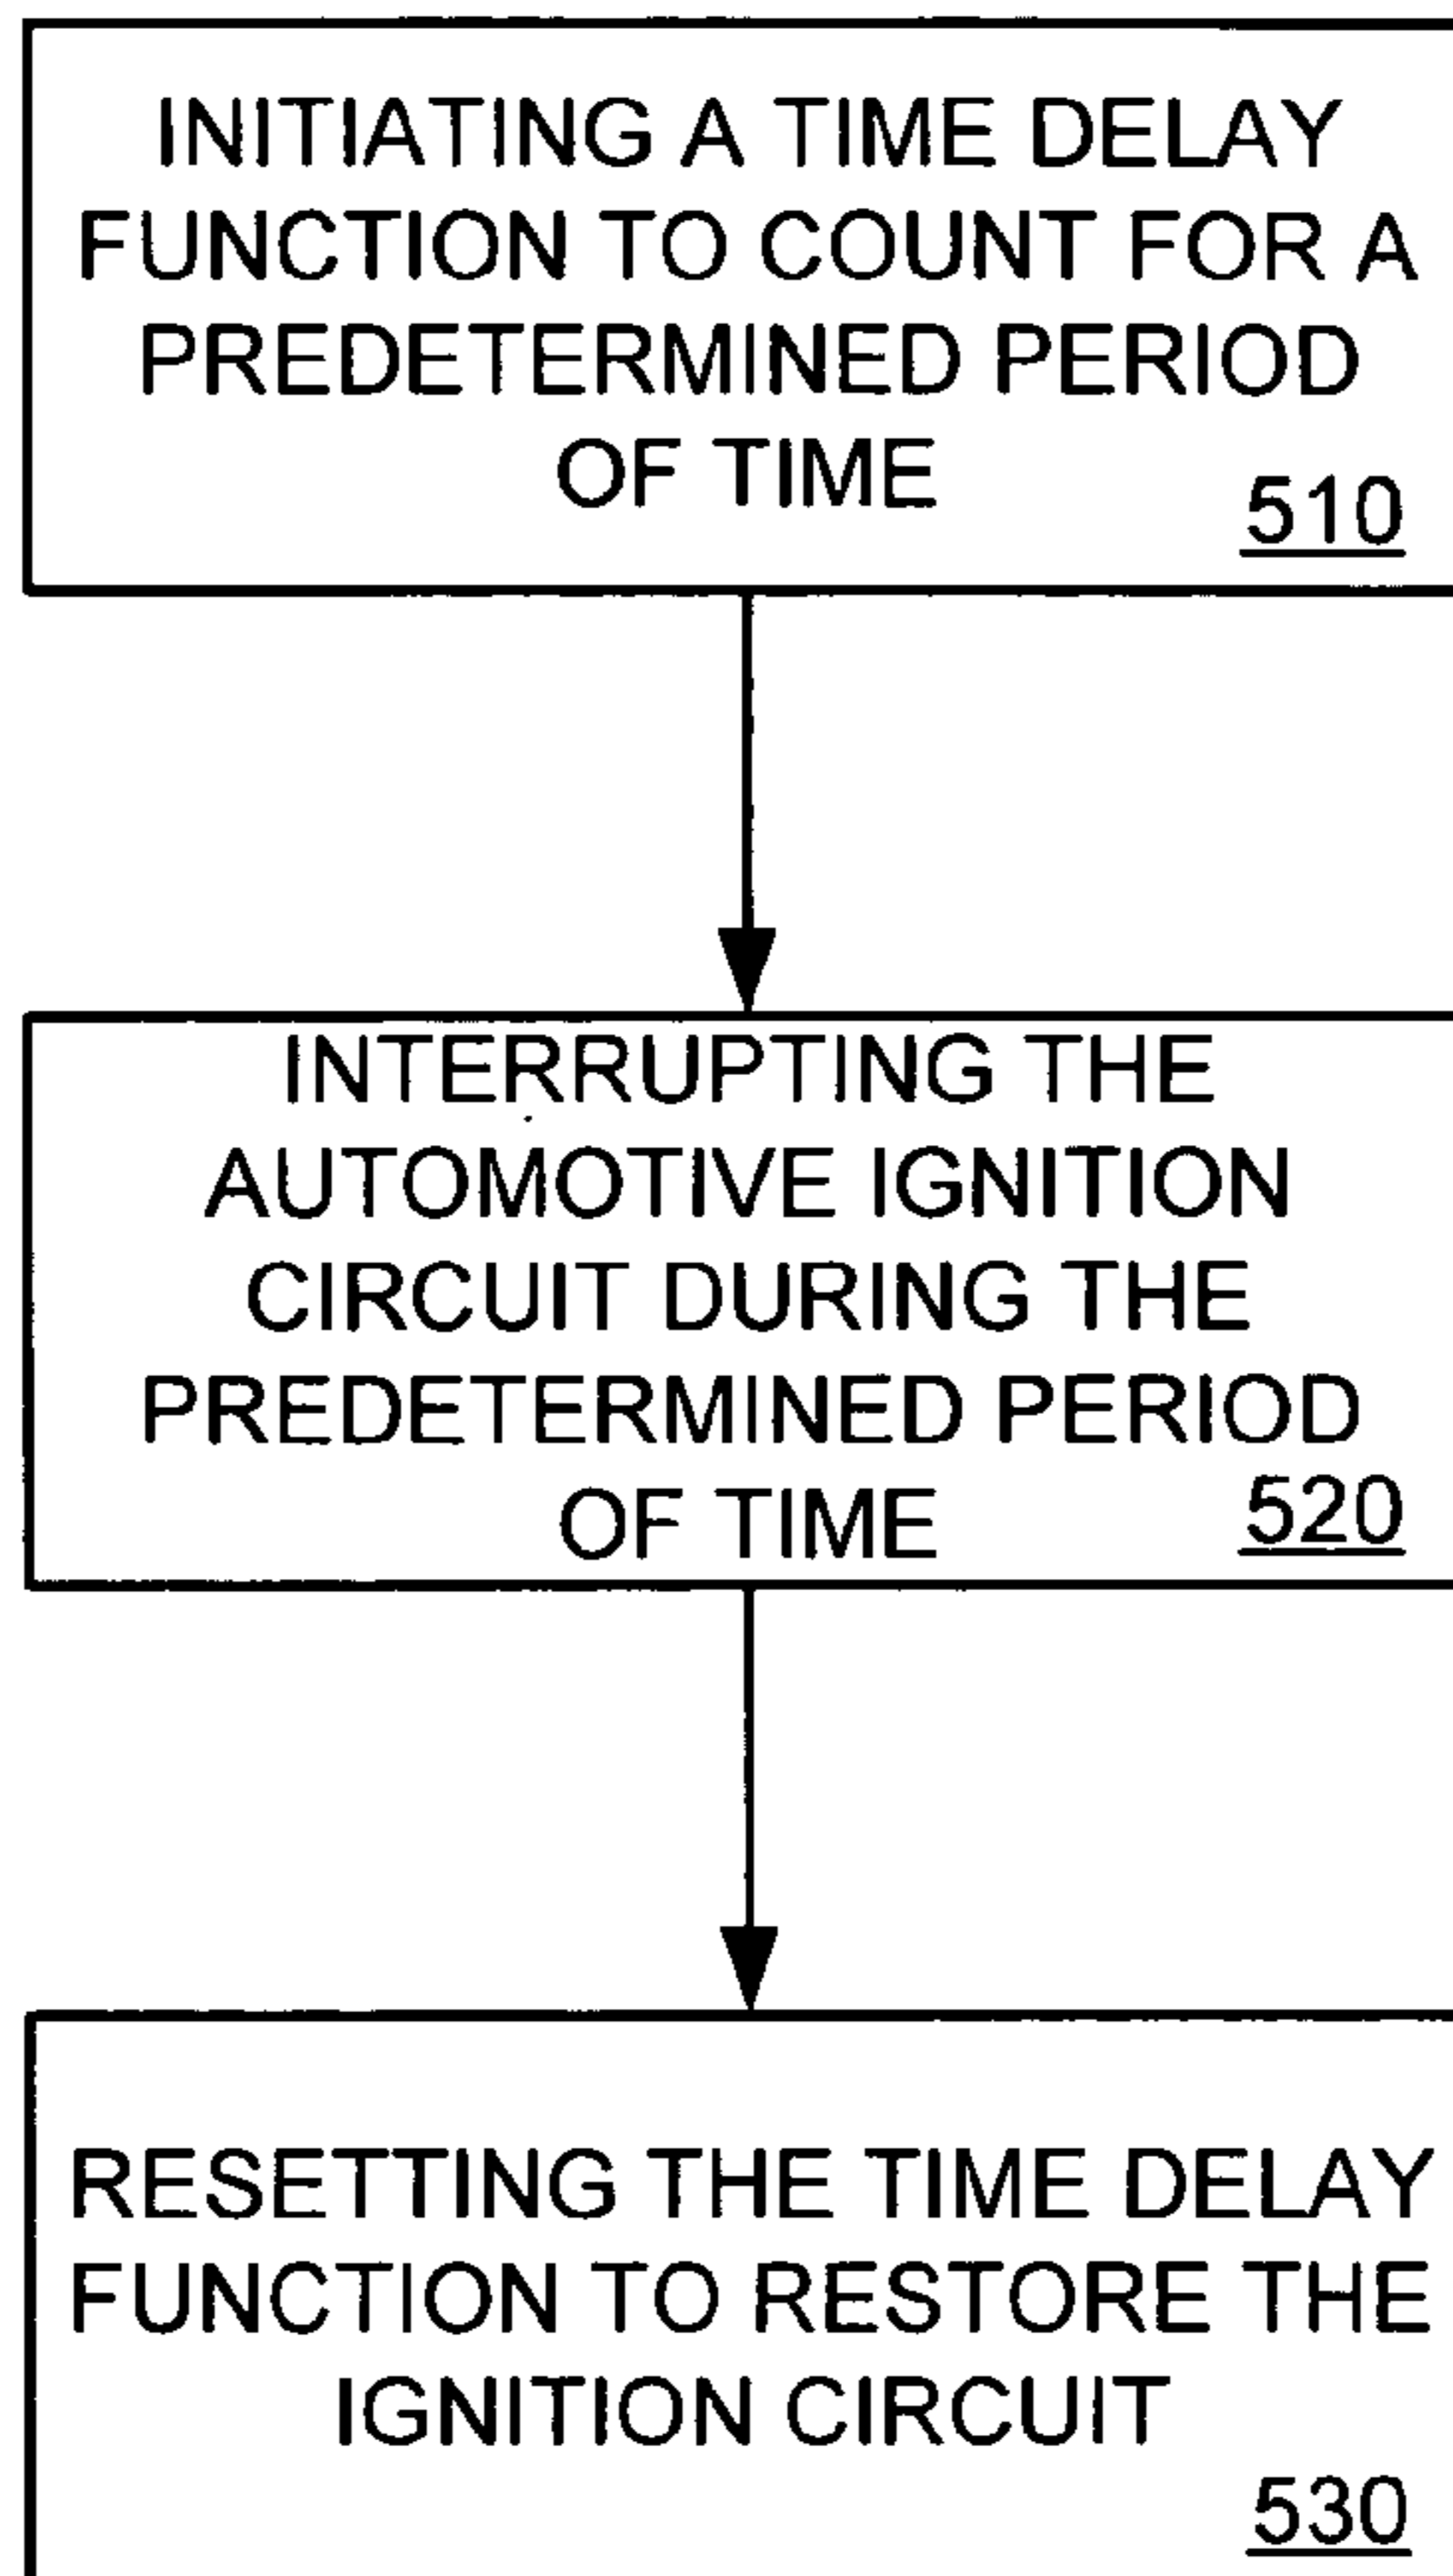 INITIATING A TIME DELAY
FUNCTION TO COUNT FOR A
PREDETERMINED PERIOD
OF TIME
510
INTERRUPTING THE
AUTOMOTIVE IGNITION
CIRCUIT DURING THE
PREDETERMINED PERIOD
OF TIME
520
RESETTING THE TIME DELAY
FUNCTION TO RESTORE THE
IGNITION CIRCUIT
530